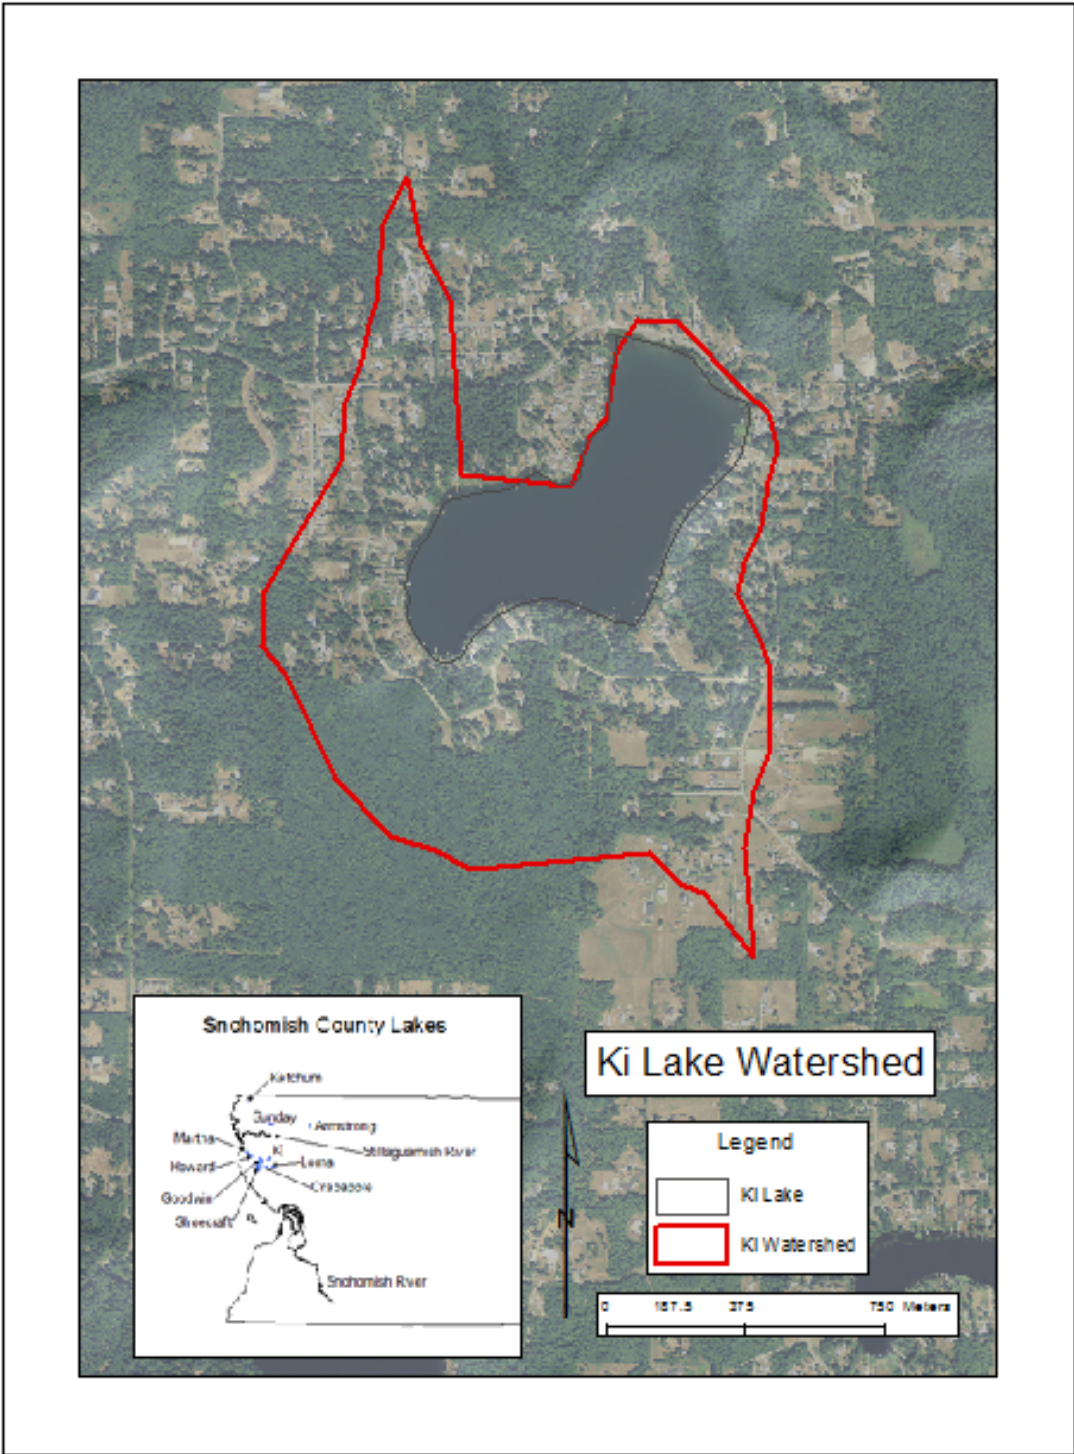 Snohomish County Lakes
Ketchum
Sunday
Armstrong
Martha
Stillaguamish River
Ki
Howard
Loma
Crabapple
Goodwin
Shoecraft
Snohomish River
Ki Lake Watershed
Legend
Ki Lake
Ki Watershed
N
0 187.5 375 750 Meters